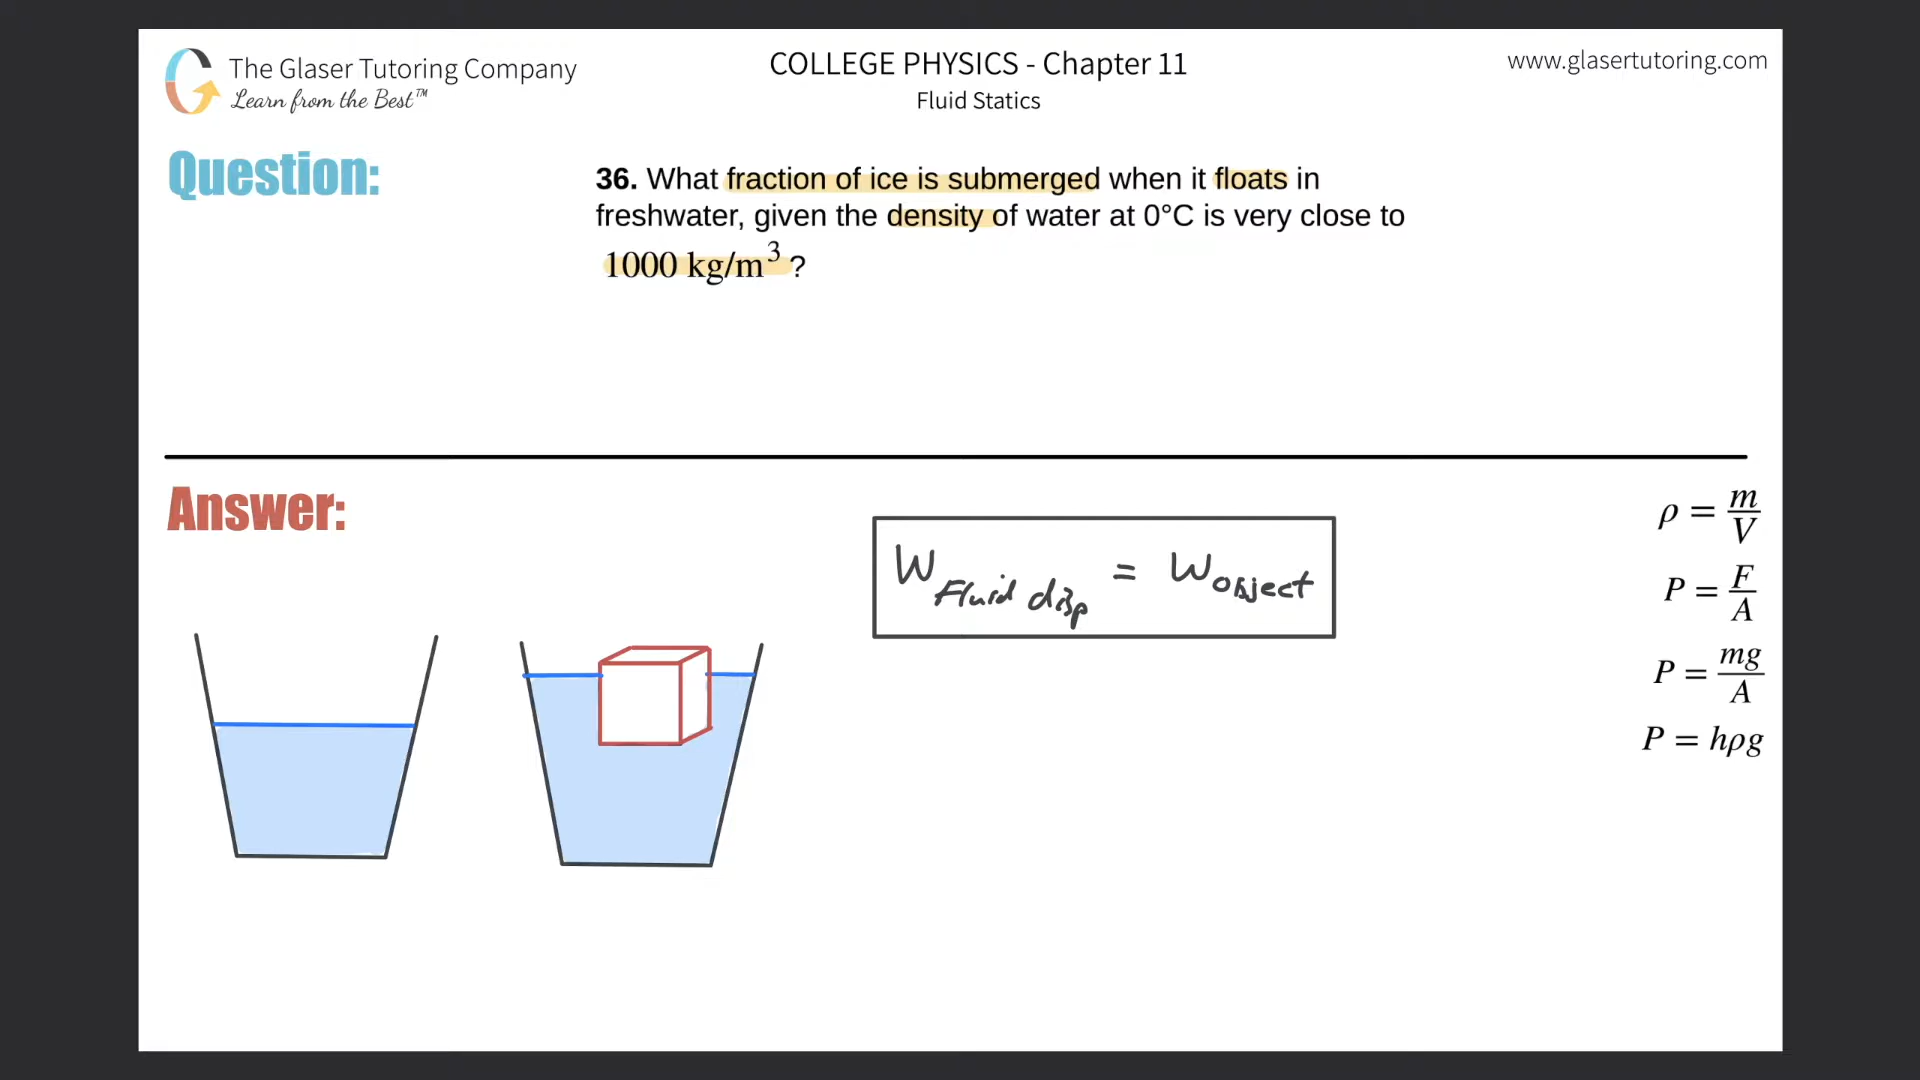 The Glaser Tutoring Company
Learn from the Best™
COLLEGE PHYSICS - Chapter 11
Fluid Statics
www.glasertutoring.com
Question:
36. What fraction of ice is submerged when it floats in
freshwater, given the density of water at 0°C is very close to
1000 kg/m³ ?
Answer:
W Fluid disp = W object
ρ = m/V
P = F/A
P = mg/A
P = hρg